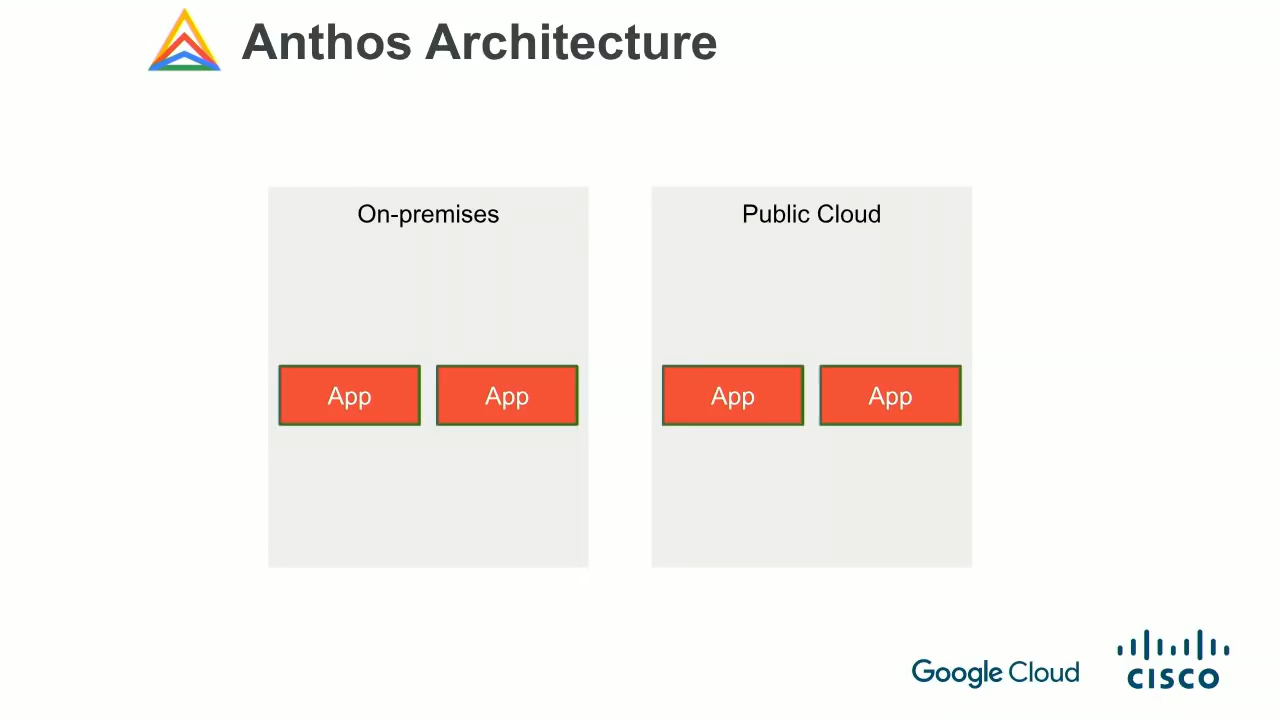 Anthos Architecture
On-premises
App
App
Public Cloud
App
App
Google Cloud
CISCO